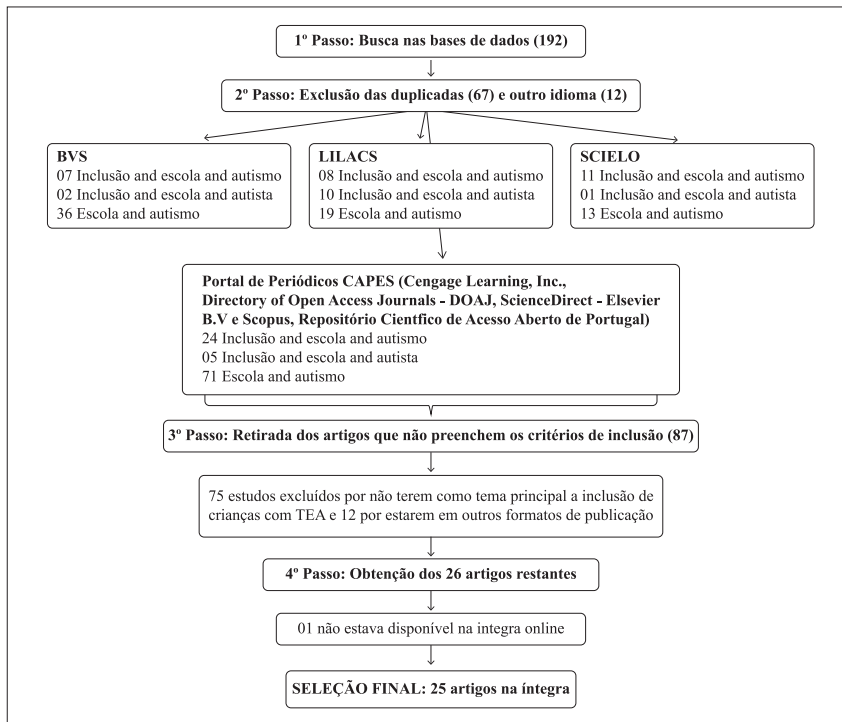 1º Passo: Busca nas bases de dados (192)
2º Passo: Exclusão das duplicadas (67) e outro idioma (12)
BVS
07 Inclusão and escola and autismo
02 Inclusão and escola and autista
36 Escola and autismo
LILACS
08 Inclusão and escola and autismo
10 Inclusão and escola and autista
19 Escola and autismo
SCIELO
11 Inclusão and escola and autismo
01 Inclusão and escola and autista
13 Escola and autismo
Portal de Periódicos CAPES (Cengage Learning, Inc.,
Directory of Open Access Journals - DOAJ, ScienceDirect - Elsevier
B.V e Scopus, Repositório Cientfico de Acesso Aberto de Portugal)
24 Inclusão and escola and autismo
05 Inclusão and escola and autista
71 Escola and autismo
3º Passo: Retirada dos artigos que não preenchem os critérios de inclusão (87)
75 estudos excluídos por não terem como tema principal a inclusão de
crianças com TEA e 12 por estarem em outros formatos de publicação
4º Passo: Obtenção dos 26 artigos restantes
01 não estava disponível na integra online
SELEÇÃO FINAL: 25 artigos na íntegra